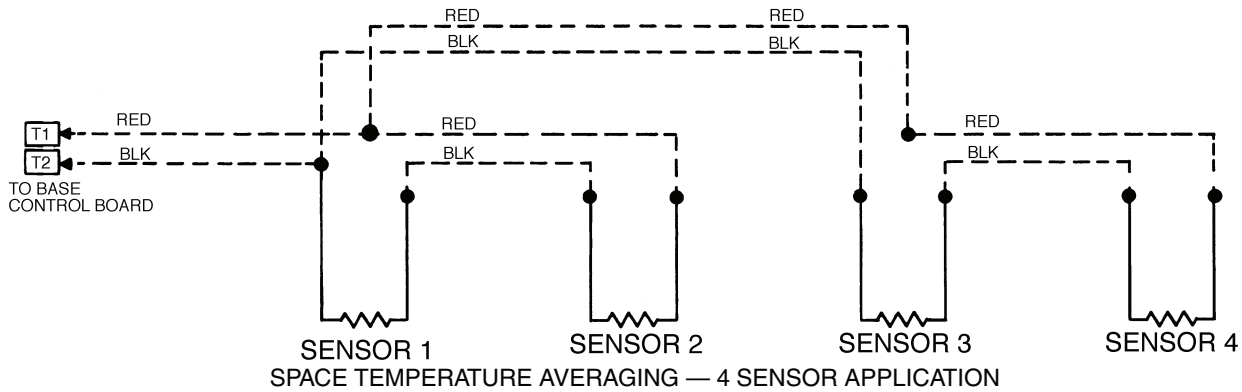 RED RED
BLK BLK
T1 RED RED RED
T2 BLK BLK BLK
TO BASE
CONTROL BOARD
SENSOR 1 SENSOR 2 SENSOR 3 SENSOR 4
SPACE TEMPERATURE AVERAGING — 4 SENSOR APPLICATION